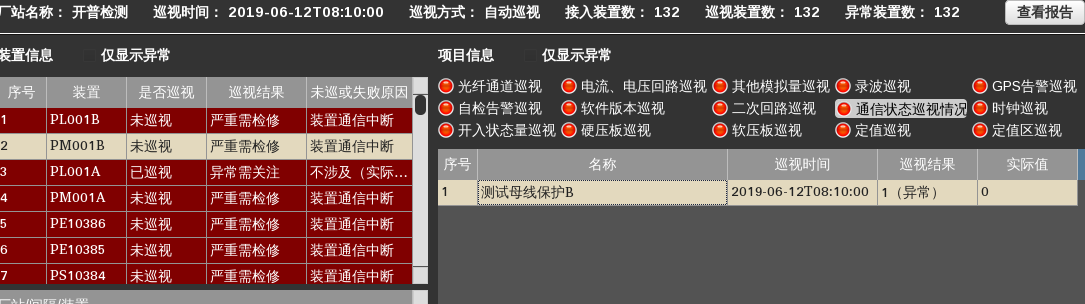 厂站名称： 开普检测 巡视时间： 2019-06-12T08:10:00 巡视方式： 自动巡视 接入装置数： 132 巡视装置数： 132 异常装置数： 132 查看报告
装置信息 仅显示异常
序号 装置 是否巡视 巡视结果 未巡或失败原因
1 PL001B 未巡视 严重需检修 装置通信中断
2 PM001B 未巡视 严重需检修 装置通信中断
3 PL001A 已巡视 异常需关注 不涉及（实际...
4 PM001A 未巡视 严重需检修 装置通信中断
5 PE10386 未巡视 严重需检修 装置通信中断
6 PE10385 未巡视 严重需检修 装置通信中断
7 PS10384 未巡视 严重需检修 装置通信中断
厂站/间隔/装置
项目信息 仅显示异常
光纤通道巡视 电流、电压回路巡视 其他模拟量巡视 录波巡视 GPS告警巡视
自检告警巡视 软件版本巡视 二次回路巡视 通信状态巡视情况 时钟巡视
开入状态量巡视 硬压板巡视 软压板巡视 定值巡视 定值区巡视
序号 名称 巡视时间 巡视结果 实际值
1 测试母线保护B 2019-06-12T08:10:00 1（异常） 0